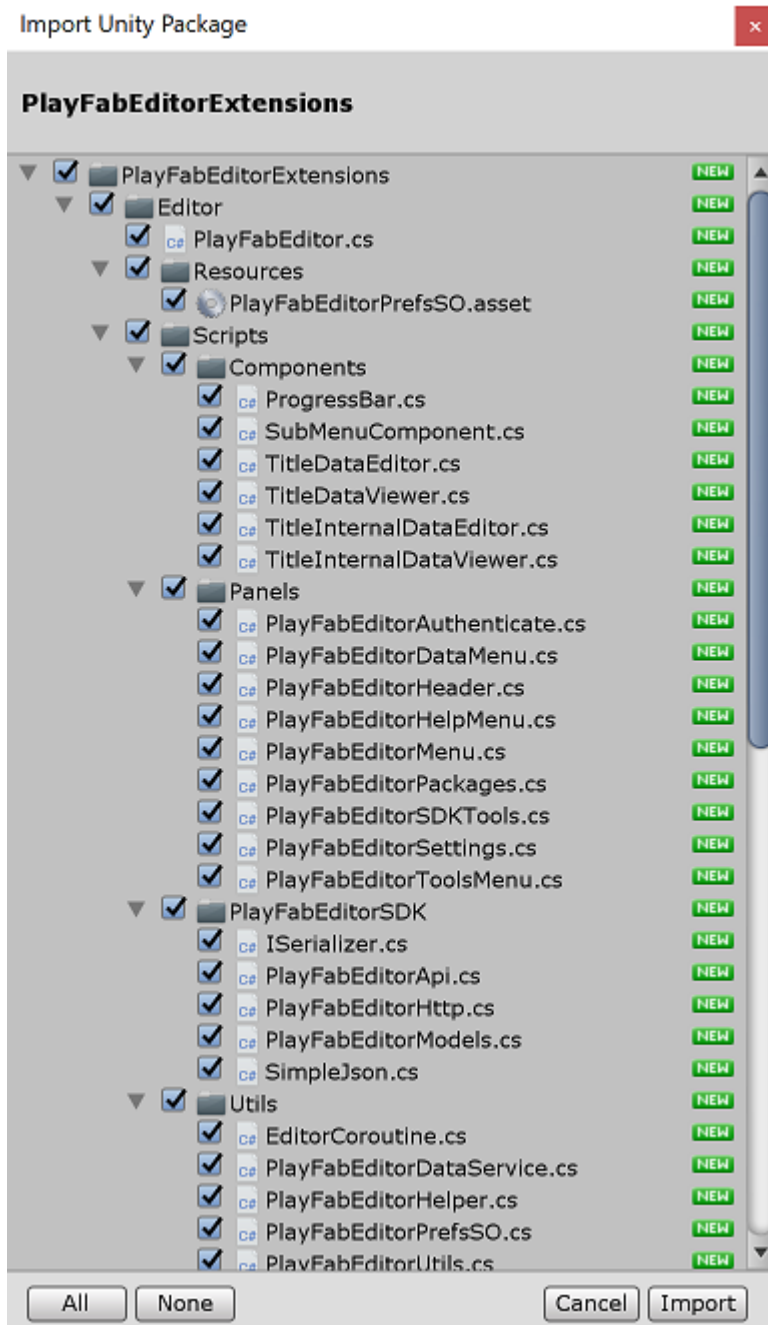 Import Unity Package
×
PlayFabEditorExtensions
PlayFabEditorExtensions NEW
Editor NEW
c# PlayFabEditor.cs NEW
Resources NEW
PlayFabEditorPrefsSO.asset NEW
Scripts NEW
Components NEW
c# ProgressBar.cs NEW
c# SubMenuComponent.cs NEW
c# TitleDataEditor.cs NEW
c# TitleDataViewer.cs NEW
c# TitleInternalDataEditor.cs NEW
c# TitleInternalDataViewer.cs NEW
Panels NEW
c# PlayFabEditorAuthenticate.cs NEW
c# PlayFabEditorDataMenu.cs NEW
c# PlayFabEditorHeader.cs NEW
c# PlayFabEditorHelpMenu.cs NEW
c# PlayFabEditorMenu.cs NEW
c# PlayFabEditorPackages.cs NEW
c# PlayFabEditorSDKTools.cs NEW
c# PlayFabEditorSettings.cs NEW
c# PlayFabEditorToolsMenu.cs NEW
PlayFabEditorSDK NEW
c# ISerializer.cs NEW
c# PlayFabEditorApi.cs NEW
c# PlayFabEditorHttp.cs NEW
c# PlayFabEditorModels.cs NEW
c# SimpleJson.cs NEW
Utils NEW
c# EditorCoroutine.cs NEW
c# PlayFabEditorDataService.cs NEW
c# PlayFabEditorHelper.cs NEW
c# PlayFabEditorPrefsSO.cs NEW
c# PlayFabEditorUtils.cs NEW
All None Cancel Import